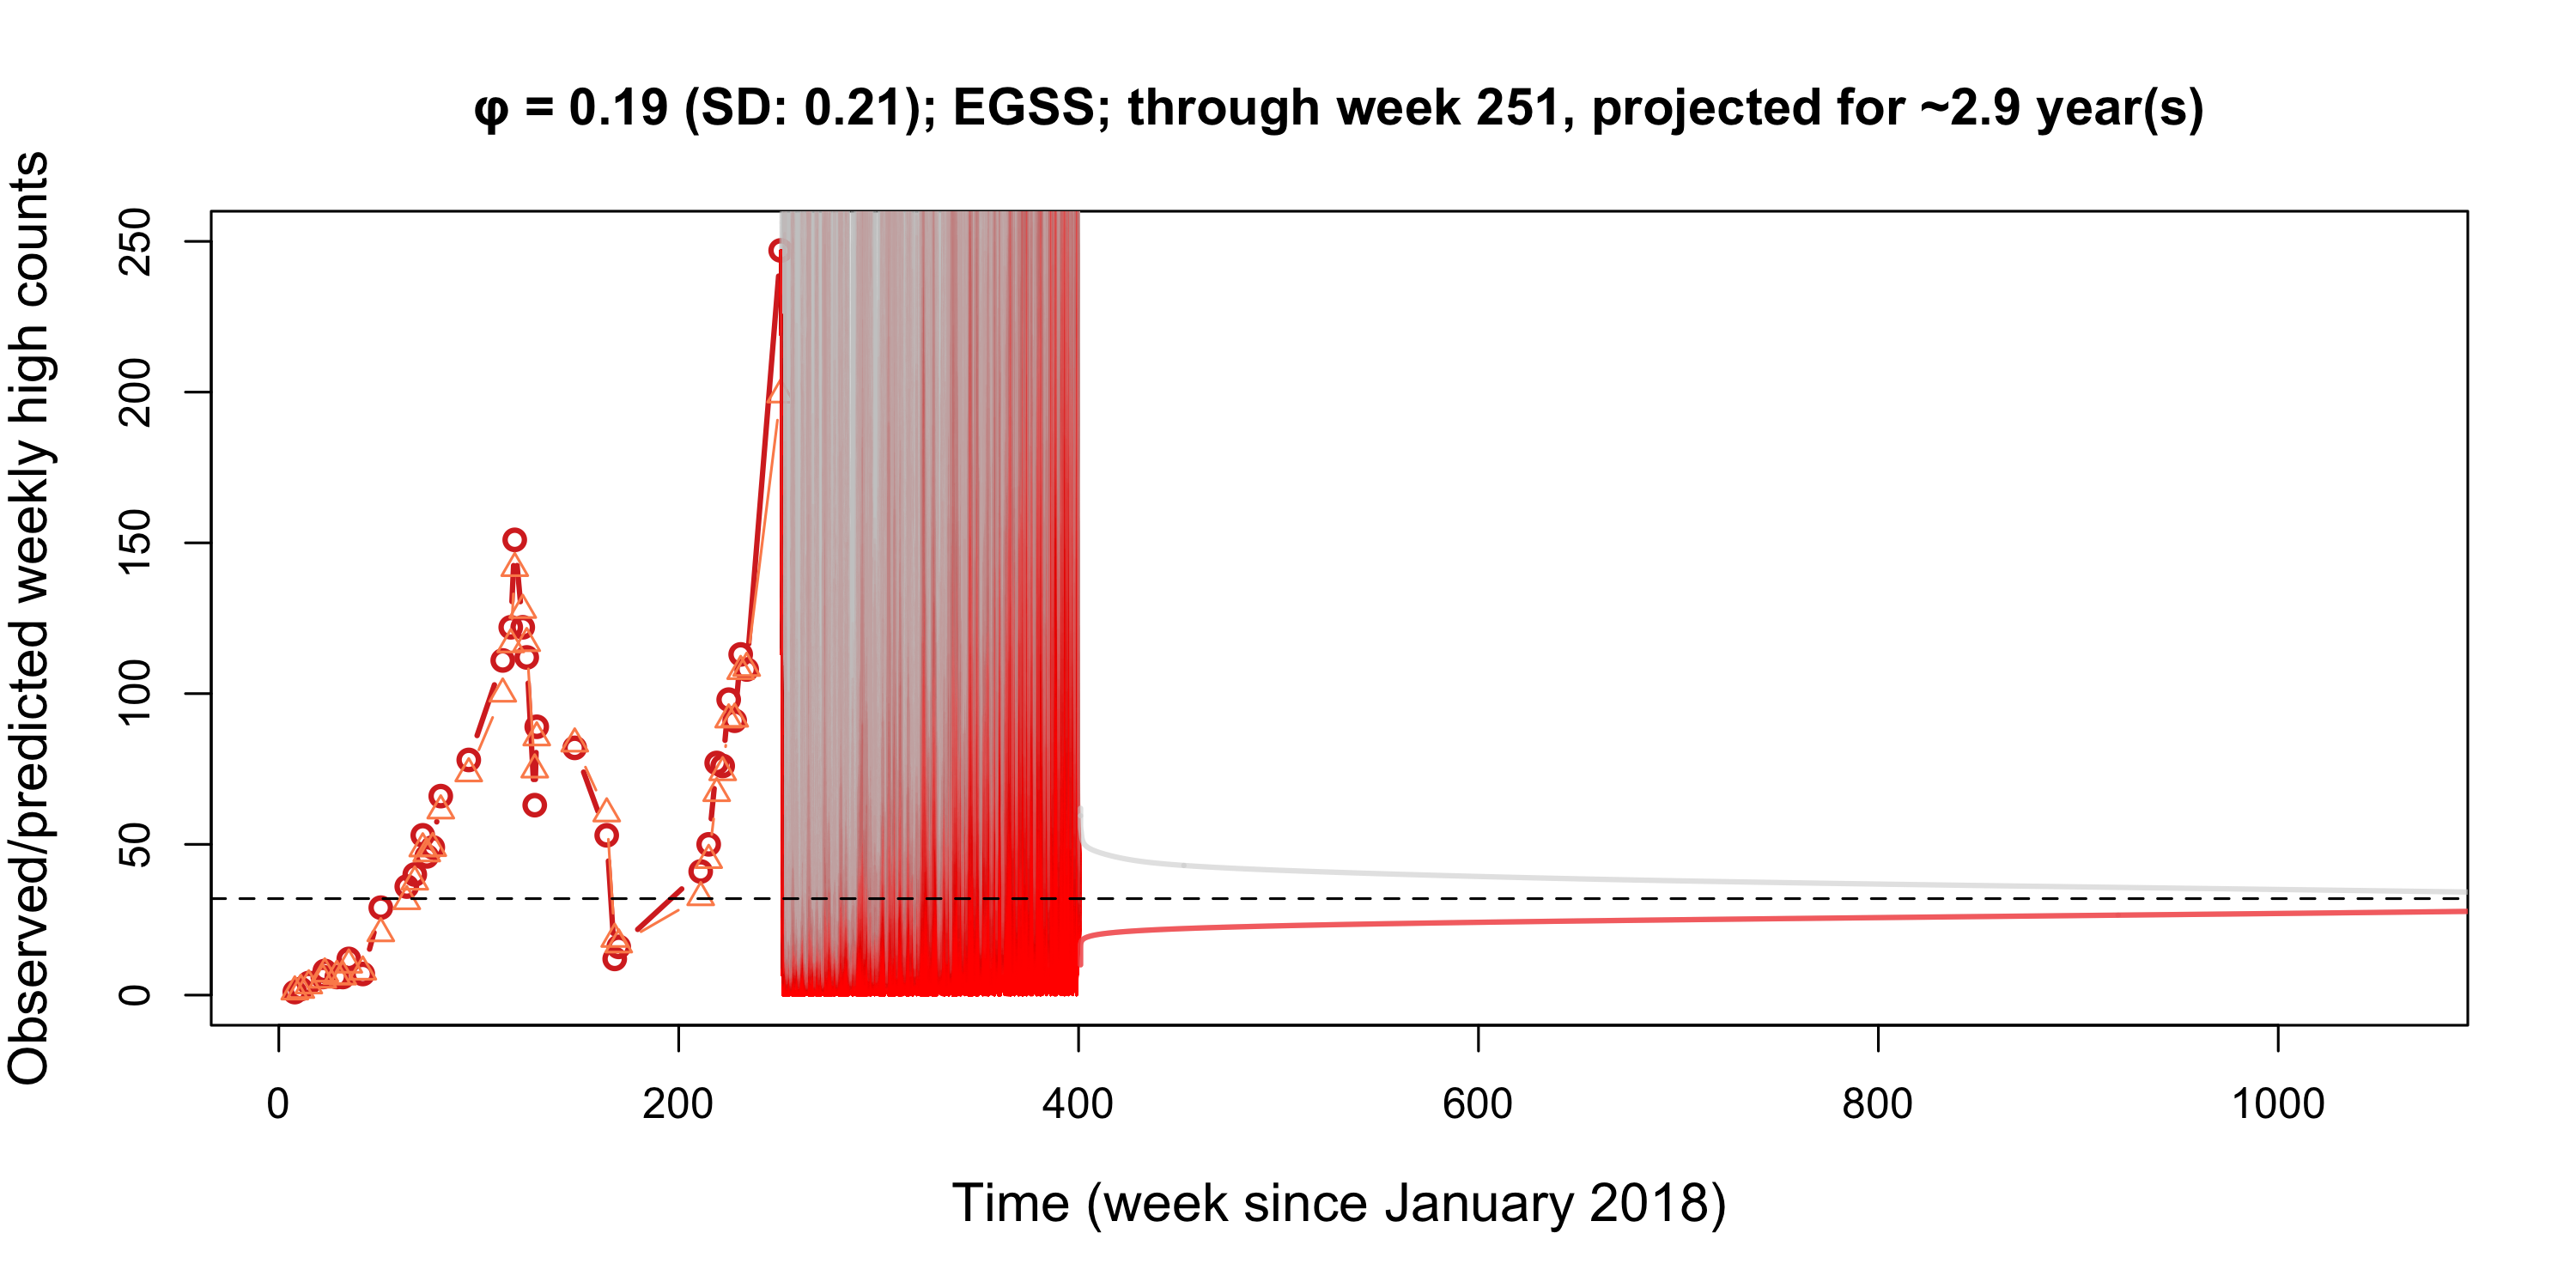 φ = 0.19 (SD: 0.21); EGSS; through week 251, projected for ~2.9 year(s)
Observed/predicted weekly high counts
250
200
150
100
50
0
0 200 400 600 800 1000
Time (week since January 2018)